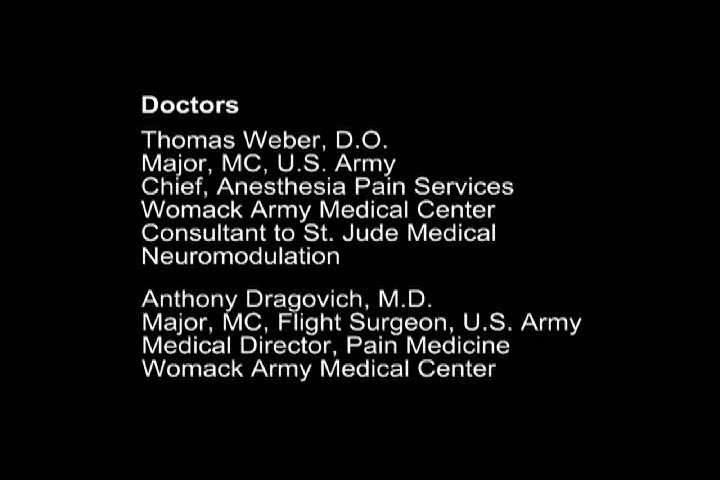 Doctors
Thomas Weber, D.O.
Major, MC, U.S. Army
Chief, Anesthesia Pain Services
Womack Army Medical Center
Consultant to St. Jude Medical
Neuromodulation
Anthony Dragovich, M.D.
Major, MC, Flight Surgeon, U.S. Army
Medical Director, Pain Medicine
Womack Army Medical Center